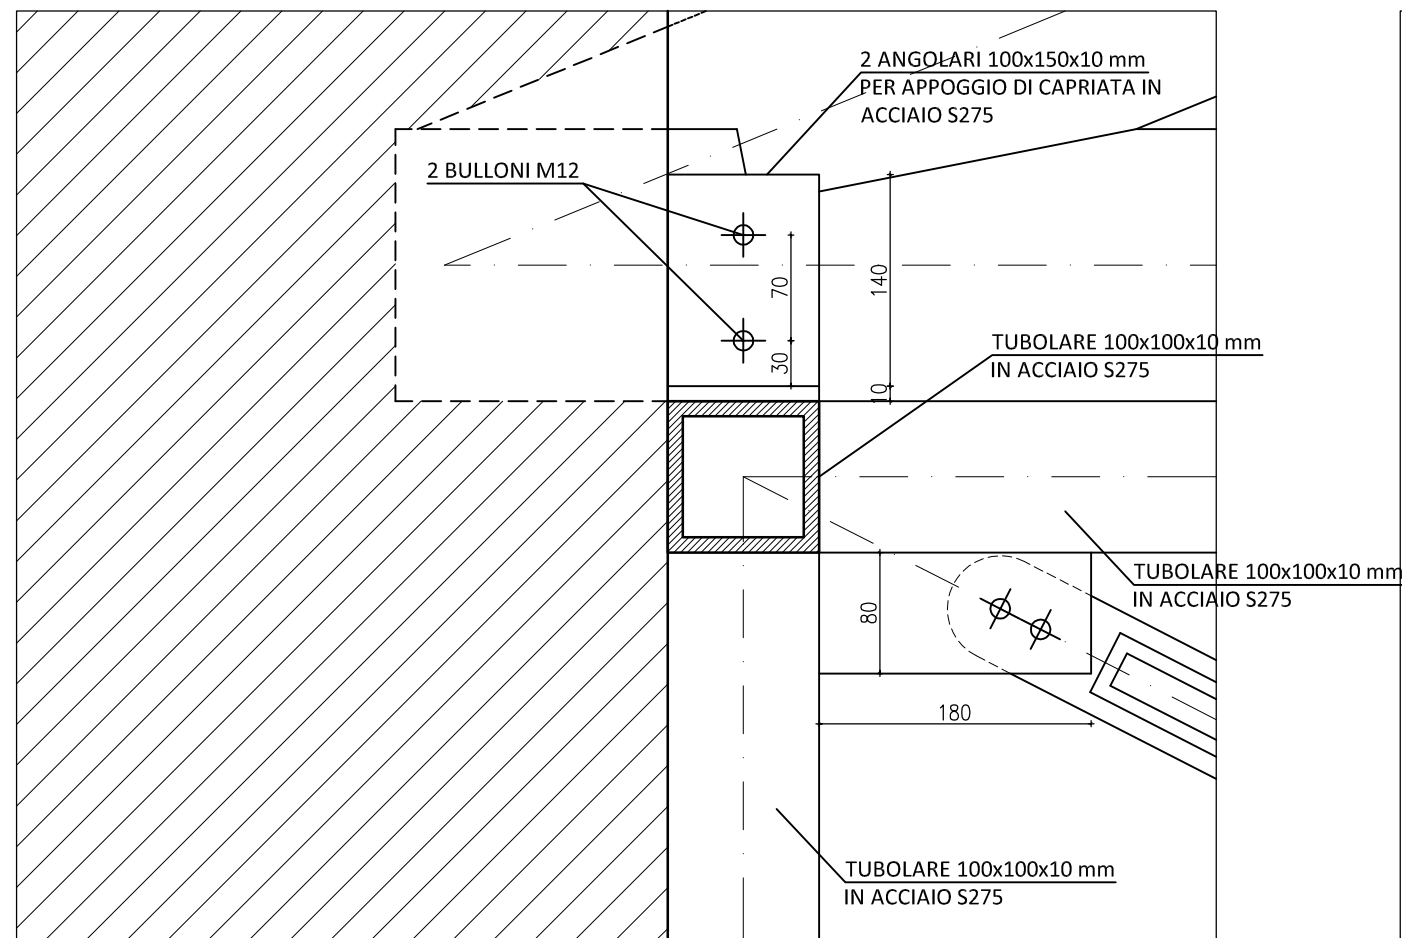 2 ANGOLARI 100x150x10 mm
PER APPOGGIO DI CAPRIATA IN
ACCIAIO S275
2 BULLONI M12
70
140
30
10
TUBOLARE 100x100x10 mm
IN ACCIAIO S275
TUBOLARE 100x100x10 mm
IN ACCIAIO S275
80
180
TUBOLARE 100x100x10 mm
IN ACCIAIO S275